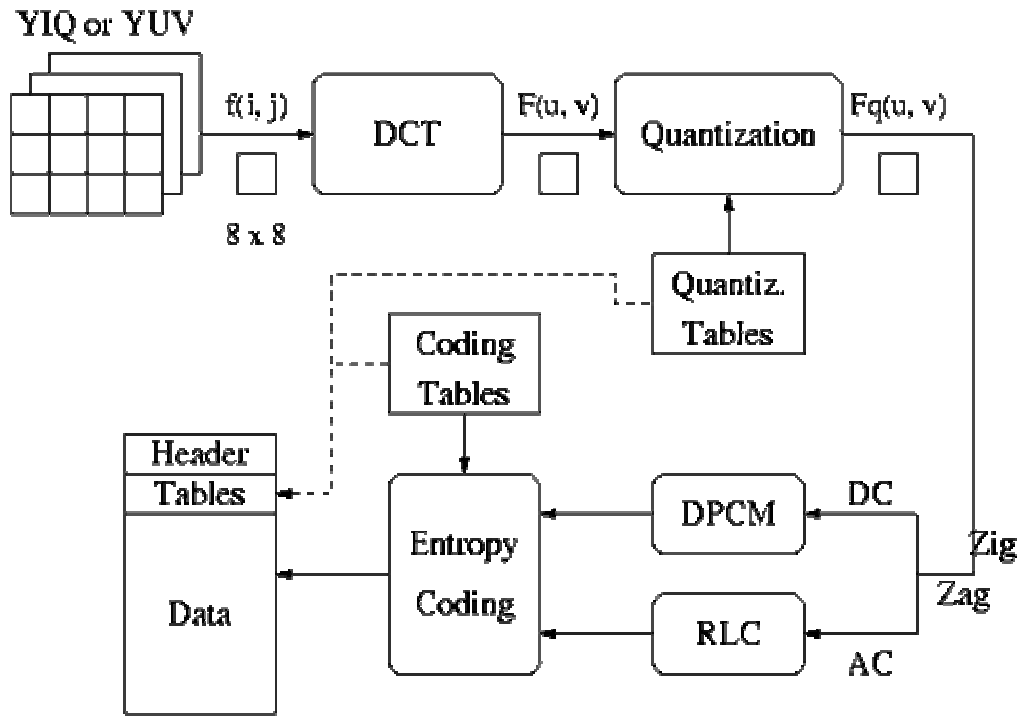 YIQ or YUV
f(i, j)
8 x 8
DCT
F(u, v)
Quantization
Fq(u, v)
Quantiz.
Tables
Coding
Tables
Header
Tables
Data
Entropy
Coding
DPCM
DC
RLC
AC
Zig
Zag